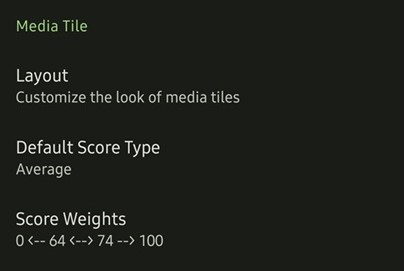 Media Tile
Layout
Customize the look of media tiles
Default Score Type
Average
Score Weights
0 <-- 64 <--> 74 --> 100